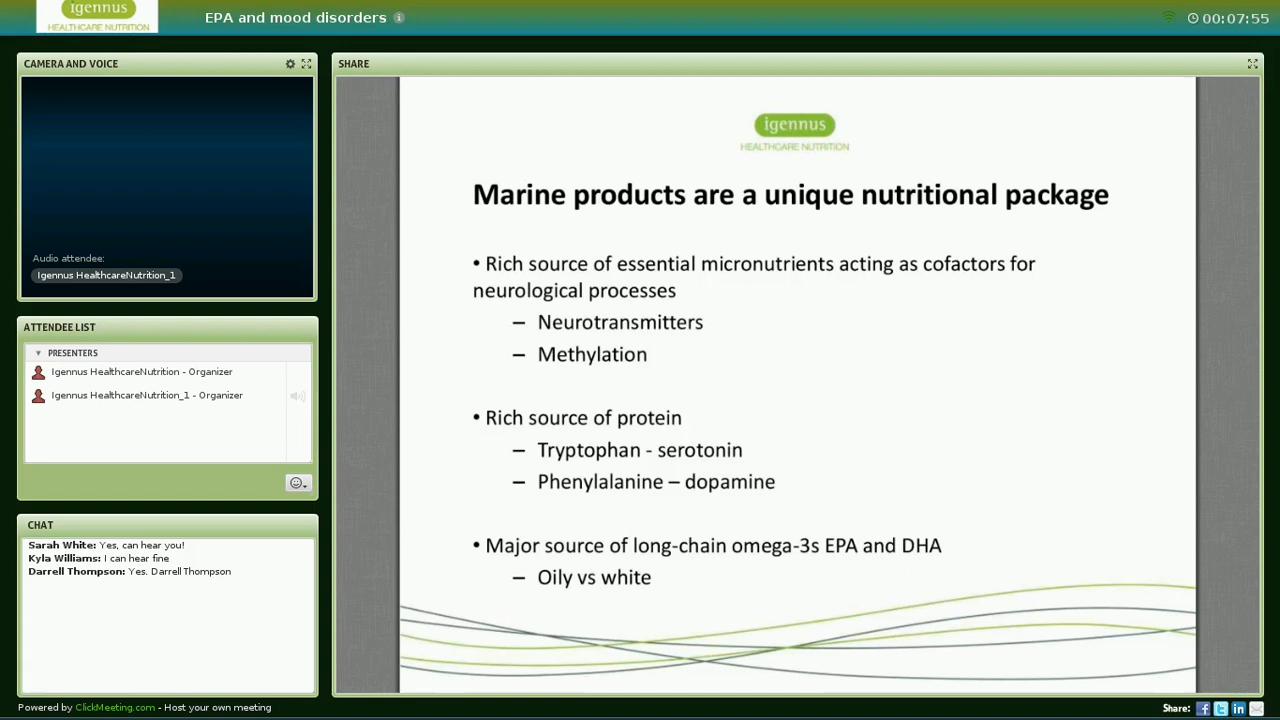 igennus
HEALTHCARE NUTRITION
EPA and mood disorders
00:07:55
CAMERA AND VOICE
Audio attendee:
Igennus HealthcareNutrition_1
ATTENDEE LIST
PRESENTERS
Igennus HealthcareNutrition - Organizer
Igennus HealthcareNutrition_1 - Organizer
CHAT
Sarah White: Yes, can hear you!
Kyla Williams: I can hear fine
Darrell Thompson: Yes. Darrell Thompson
SHARE
igennus
HEALTHCARE NUTRITION
Marine products are a unique nutritional package
• Rich source of essential micronutrients acting as cofactors for
neurological processes
– Neurotransmitters
– Methylation
• Rich source of protein
– Tryptophan - serotonin
– Phenylalanine – dopamine
• Major source of long-chain omega-3s EPA and DHA
– Oily vs white
Powered by ClickMeeting.com - Host your own meeting
Share: